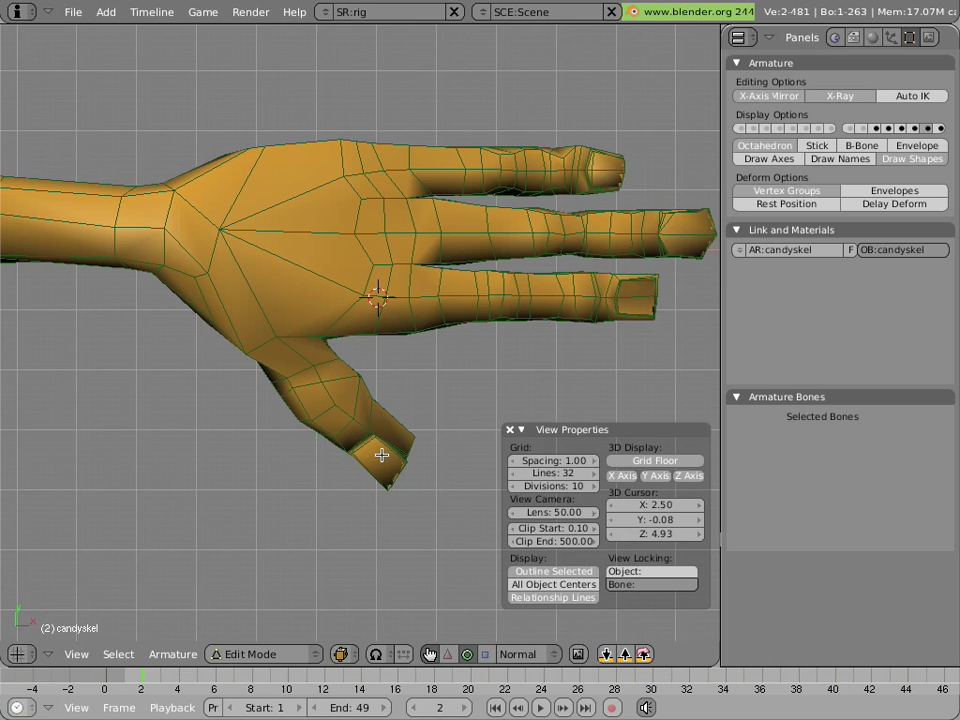 File Add Timeline Game Render Help SR:rig SCE:Scene www.blender.org 244 Ve:2-481 | Bo:1-263 | Mem:17.07M
Panels
Armature
Editing Options
X-Axis Mirror X-Ray Auto IK
Display Options
Octahedron Stick B-Bone Envelope
Draw Axes Draw Names Draw Shapes
Deform Options
Vertex Groups Envelopes
Rest Position Delay Deform
Link and Materials
AR:candyskel F OB:candyskel
Armature Bones
Selected Bones
View Properties
Grid: 3D Display:
Spacing: 1.00 Grid Floor
Lines: 32 X Axis Y Axis Z Axis
Divisions: 10 3D Cursor:
View Camera: X: 2.50
Lens: 50.00 Y: -0.08
Clip Start: 0.10 Z: 4.93
Clip End: 500.00
Display: View Locking:
Outline Selected Object:
All Object Centers Bone:
Relationship Lines
y
x
(2) candyskel
View Select Armature Edit Mode Normal
-4 -2 0 2 4 6 8 10 12 14 16 18 20 22 24 26 28 30 32 34 36 38 40 42 44 46
View Frame Playback Pr Start: 1 End: 49 2